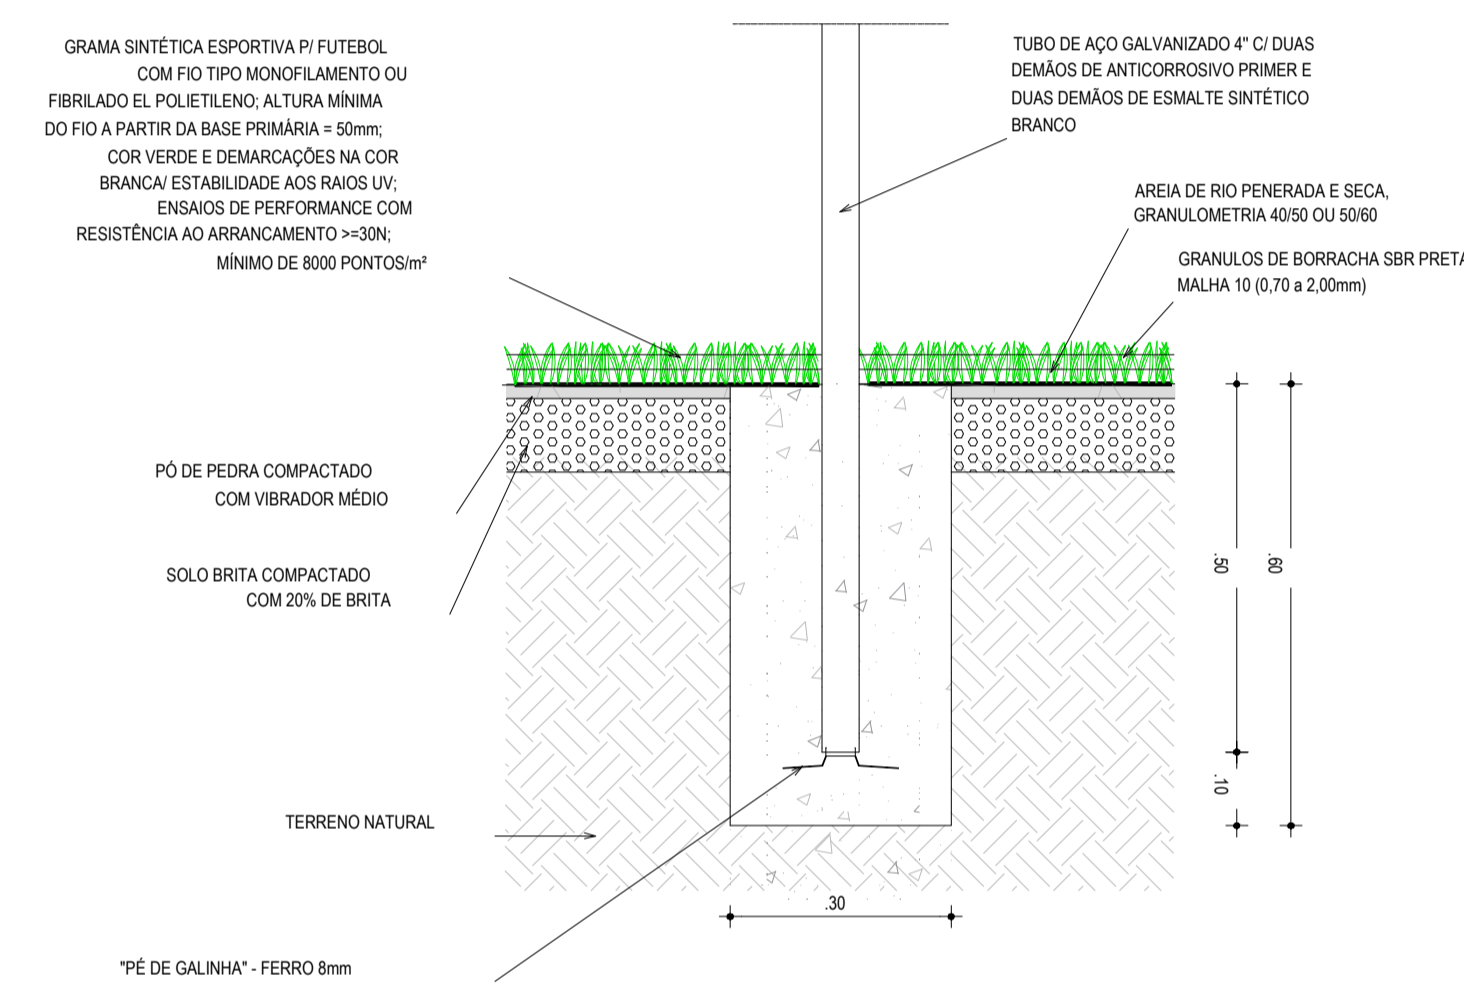 GRAMA SINTÉTICA ESPORTIVA P/ FUTEBOL
COM FIO TIPO MONOFILAMENTO OU
FIBRILADO EL POLIETILENO; ALTURA MÍNIMA
DO FIO A PARTIR DA BASE PRIMÁRIA = 50mm;
COR VERDE E DEMARCAÇÕES NA COR
BRANCA/ ESTABILIDADE AOS RAIOS UV;
ENSAIOS DE PERFORMANCE COM
RESISTÊNCIA AO ARRANCAMENTO >=30N;
MÍNIMO DE 8000 PONTOS/m²
TUBO DE AÇO GALVANIZADO 4" C/ DUAS
DEMÃOS DE ANTICORROSIVO PRIMER E
DUAS DEMÃOS DE ESMALTE SINTÉTICO
BRANCO
AREIA DE RIO PENERADA E SECA,
GRANULOMETRIA 40/50 OU 50/60
GRANULOS DE BORRACHA SBR PRETA
MALHA 10 (0,70 a 2,00mm)
PÓ DE PEDRA COMPACTADO
COM VIBRADOR MÉDIO
SOLO BRITA COMPACTADO
COM 20% DE BRITA
.50
.60
.10
TERRENO NATURAL
.30
"PÉ DE GALINHA" - FERRO 8mm